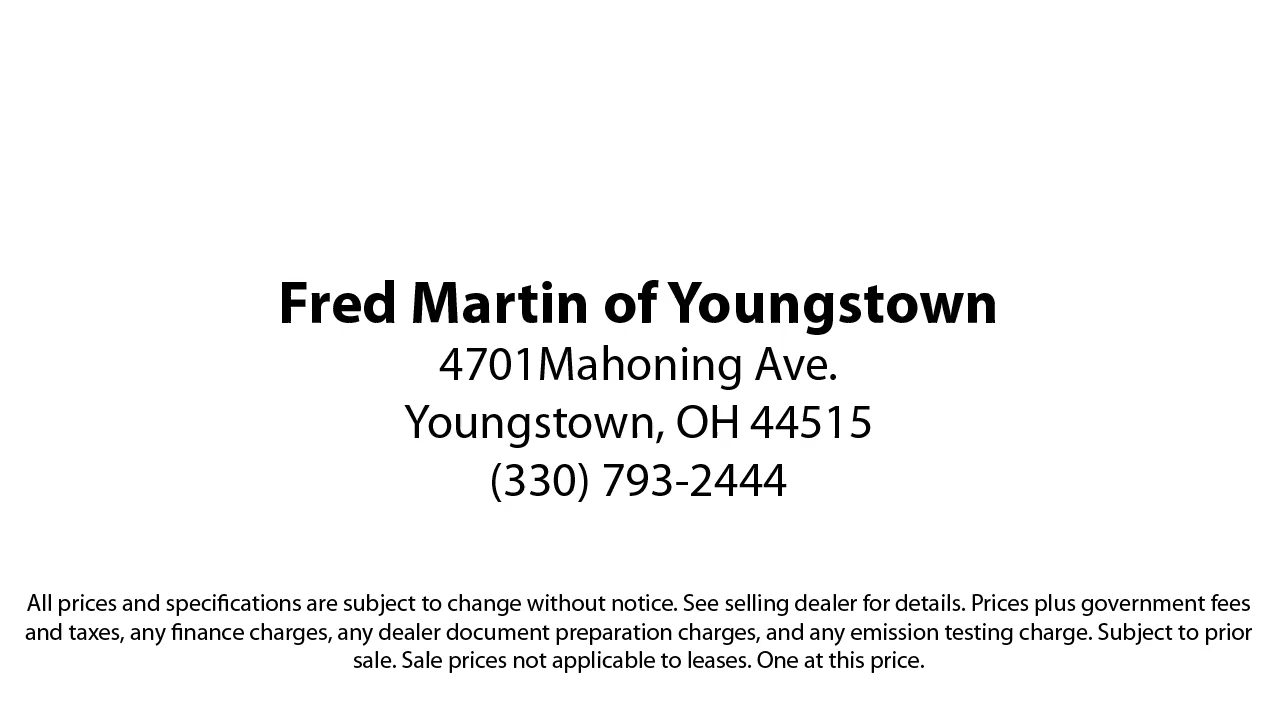 Fred Martin of Youngstown
4701Mahoning Ave.
Youngstown, OH 44515
(330) 793-2444
All prices and specifications are subject to change without notice. See selling dealer for details. Prices plus government fees
and taxes, any finance charges, any dealer document preparation charges, and any emission testing charge. Subject to prior
sale. Sale prices not applicable to leases. One at this price.